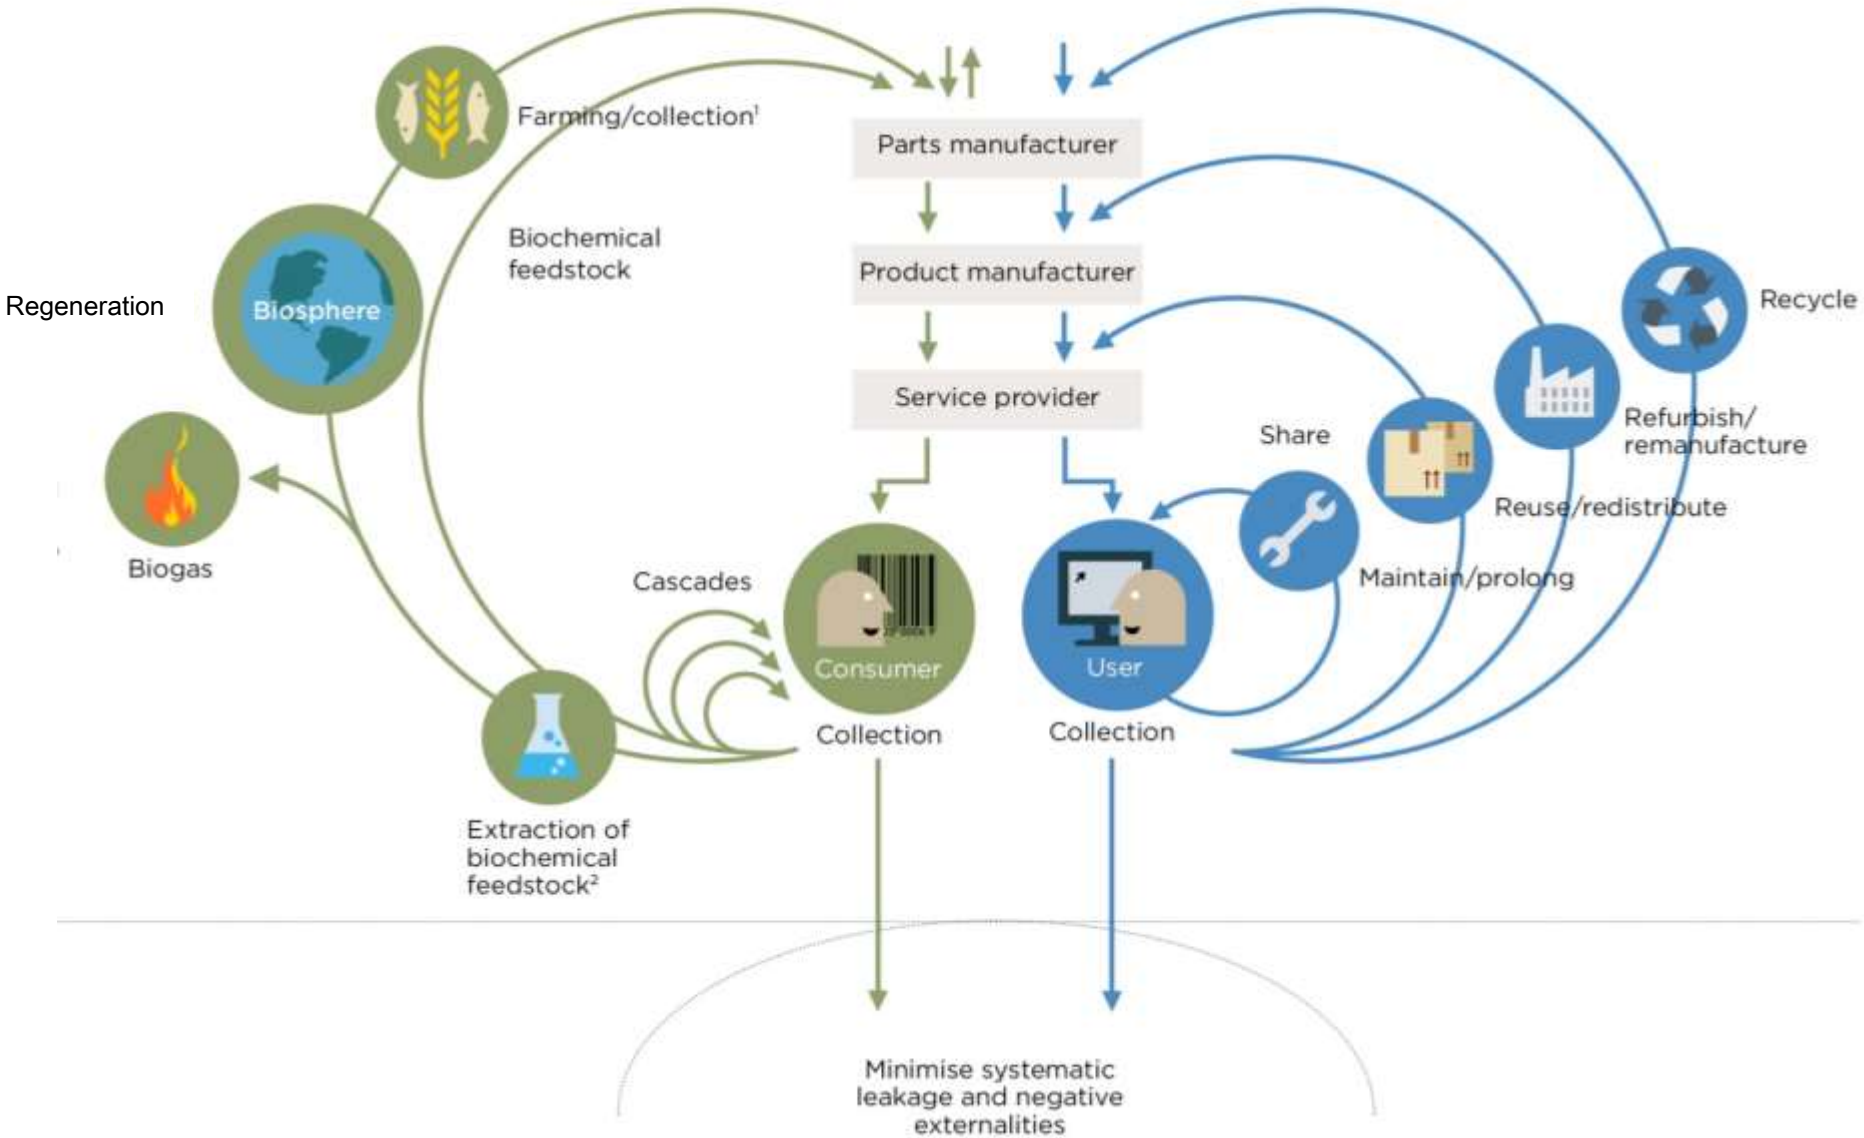 Farming/collection¹
Parts manufacturer
Biochemical
feedstock
Product manufacturer
Regeneration
Biosphere
Recycle
Service provider
Share
Refurbish/
remanufacture
Reuse/redistribute
Biogas
Cascades
Maintain/prolong
Consumer
User
Collection
Collection
Extraction of
biochemical
feedstock²
Minimise systematic
leakage and negative
externalities